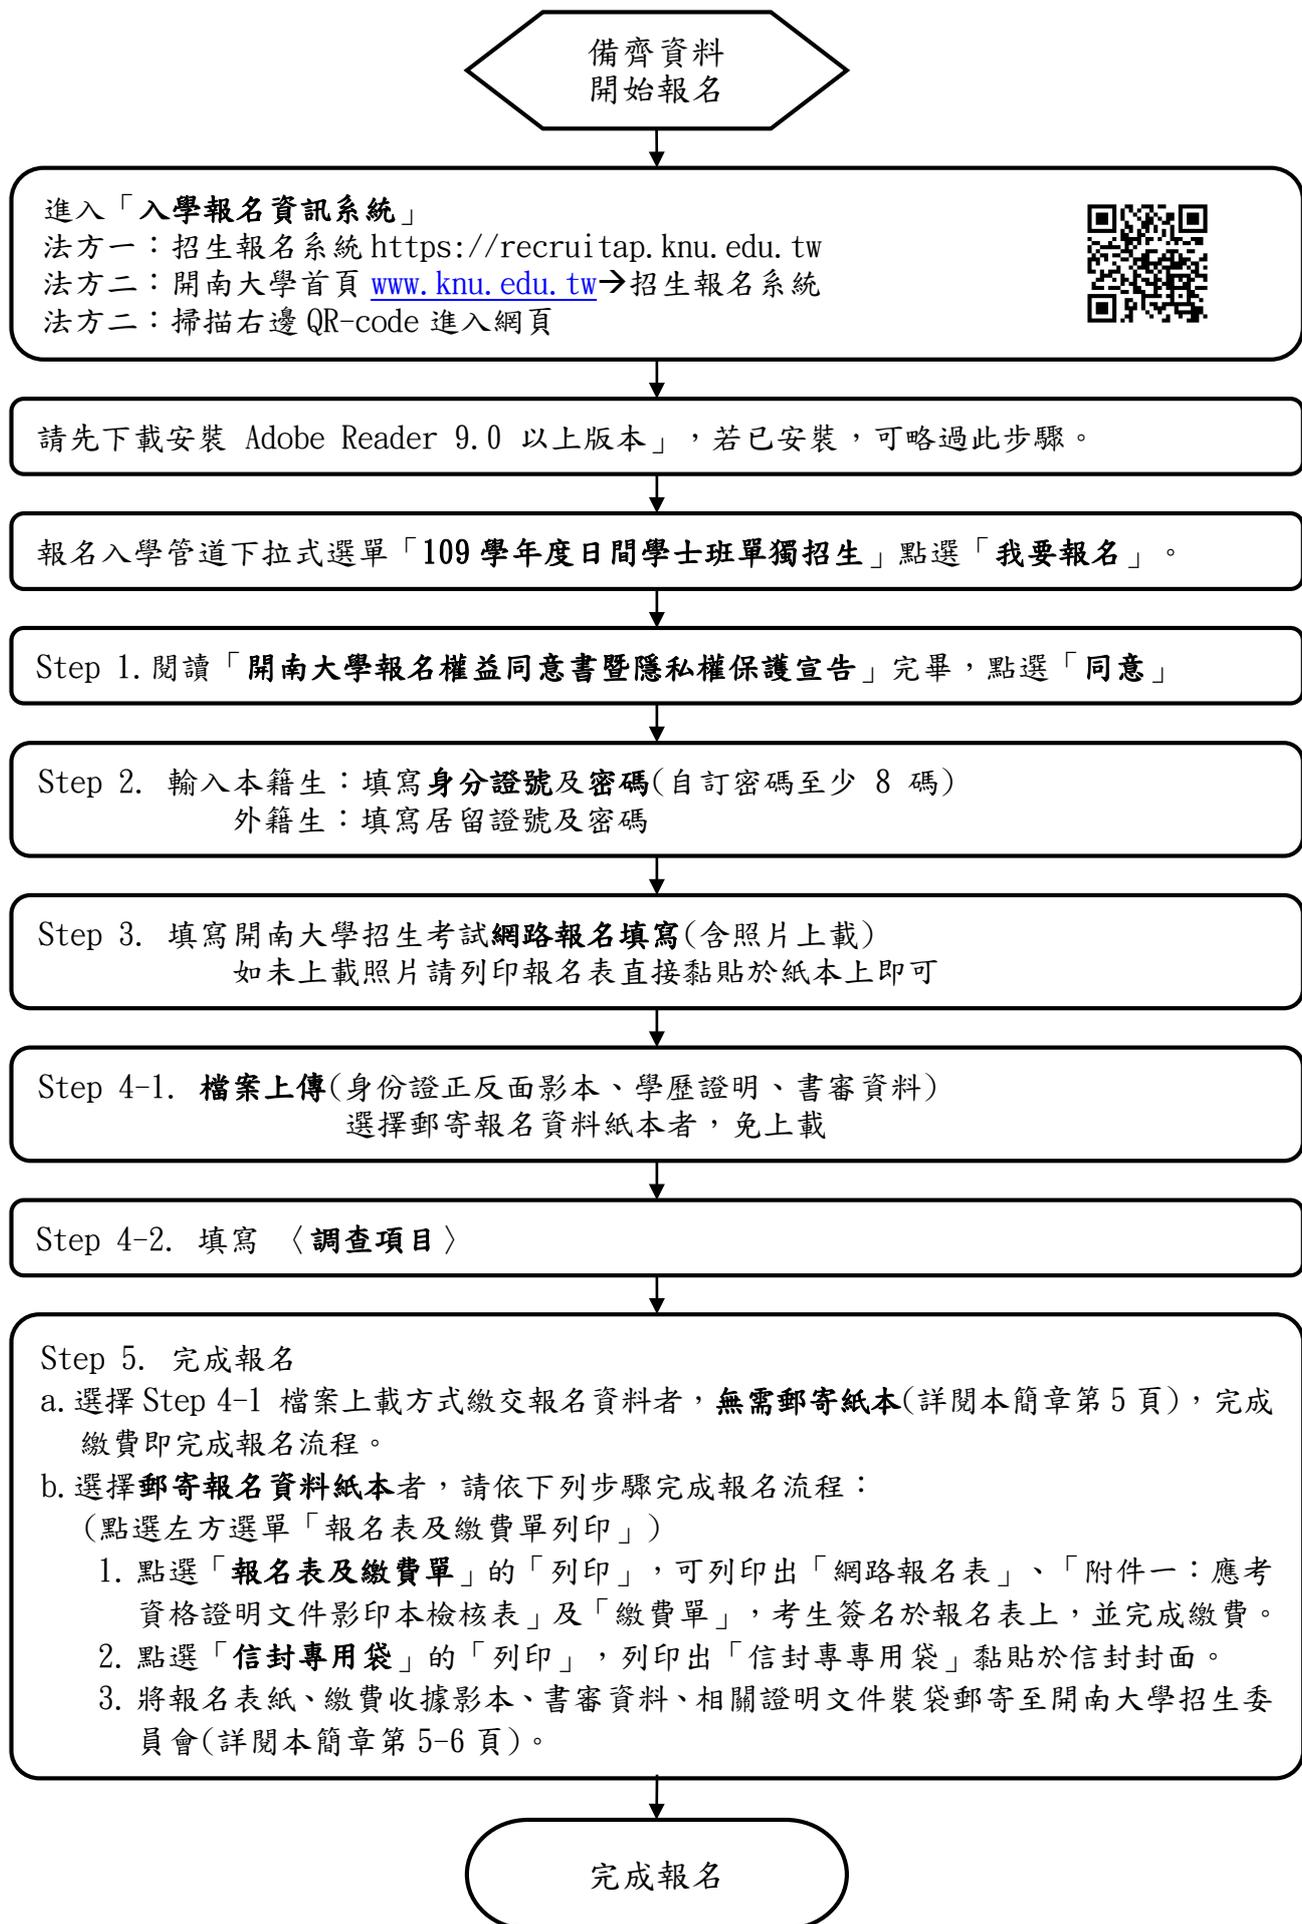 備齊資料
開始報名
進入「入學報名資訊系統」
法方一：招生報名系統 https://recruitap.knu.edu.tw
法方二：開南大學首頁 www.knu.edu.tw→招生報名系統
法方二：掃描右邊 QR-code 進入網頁
請先下載安裝 Adobe Reader 9.0 以上版本」，若已安裝，可略過此步驟。
報名入學管道下拉式選單「109 學年度日間學士班單獨招生」點選「我要報名」。
Step 1.閱讀「開南大學報名權益同意書暨隱私權保護宣告」完畢，點選「同意」
Step 2. 輸入本籍生：填寫身分證號及密碼(自訂密碼至少 8 碼)
外籍生：填寫居留證號及密碼
Step 3. 填寫開南大學招生考試網路報名填寫(含照片上載)
如未上載照片請列印報名表直接黏貼於紙本上即可
Step 4-1. 檔案上傳(身份證正反面影本、學歷證明、書審資料)
選擇郵寄報名資料紙本者，免上載
Step 4-2. 填寫 〈調查項目〉
Step 5. 完成報名
a.選擇 Step 4-1 檔案上載方式繳交報名資料者，無需郵寄紙本(詳閱本簡章第 5 頁)，完成
繳費即完成報名流程。
b.選擇郵寄報名資料紙本者，請依下列步驟完成報名流程：
(點選左方選單「報名表及繳費單列印」)
1. 點選「報名表及繳費單」的「列印」，可列印出「網路報名表」、「附件一：應考
資格證明文件影印本檢核表」及「繳費單」，考生簽名於報名表上，並完成繳費。
2. 點選「信封專用袋」的「列印」，列印出「信封專專用袋」黏貼於信封封面。
3. 將報名表紙、繳費收據影本、書審資料、相關證明文件裝袋郵寄至開南大學招生委
員會(詳閱本簡章第 5-6 頁)。
完成報名